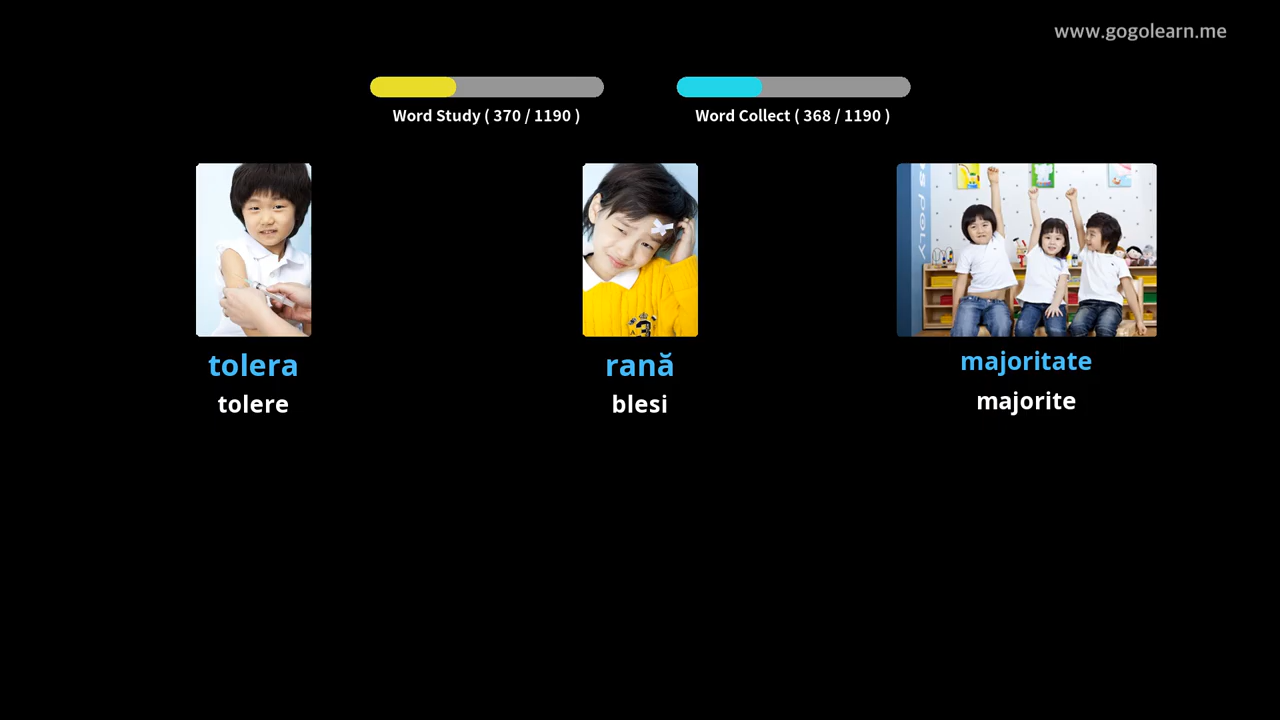 www.gogolearn.me
Word Study ( 370 / 1190 )
Word Collect ( 368 / 1190 )
tolera
tolere
rană
blesi
majoritate
majorite